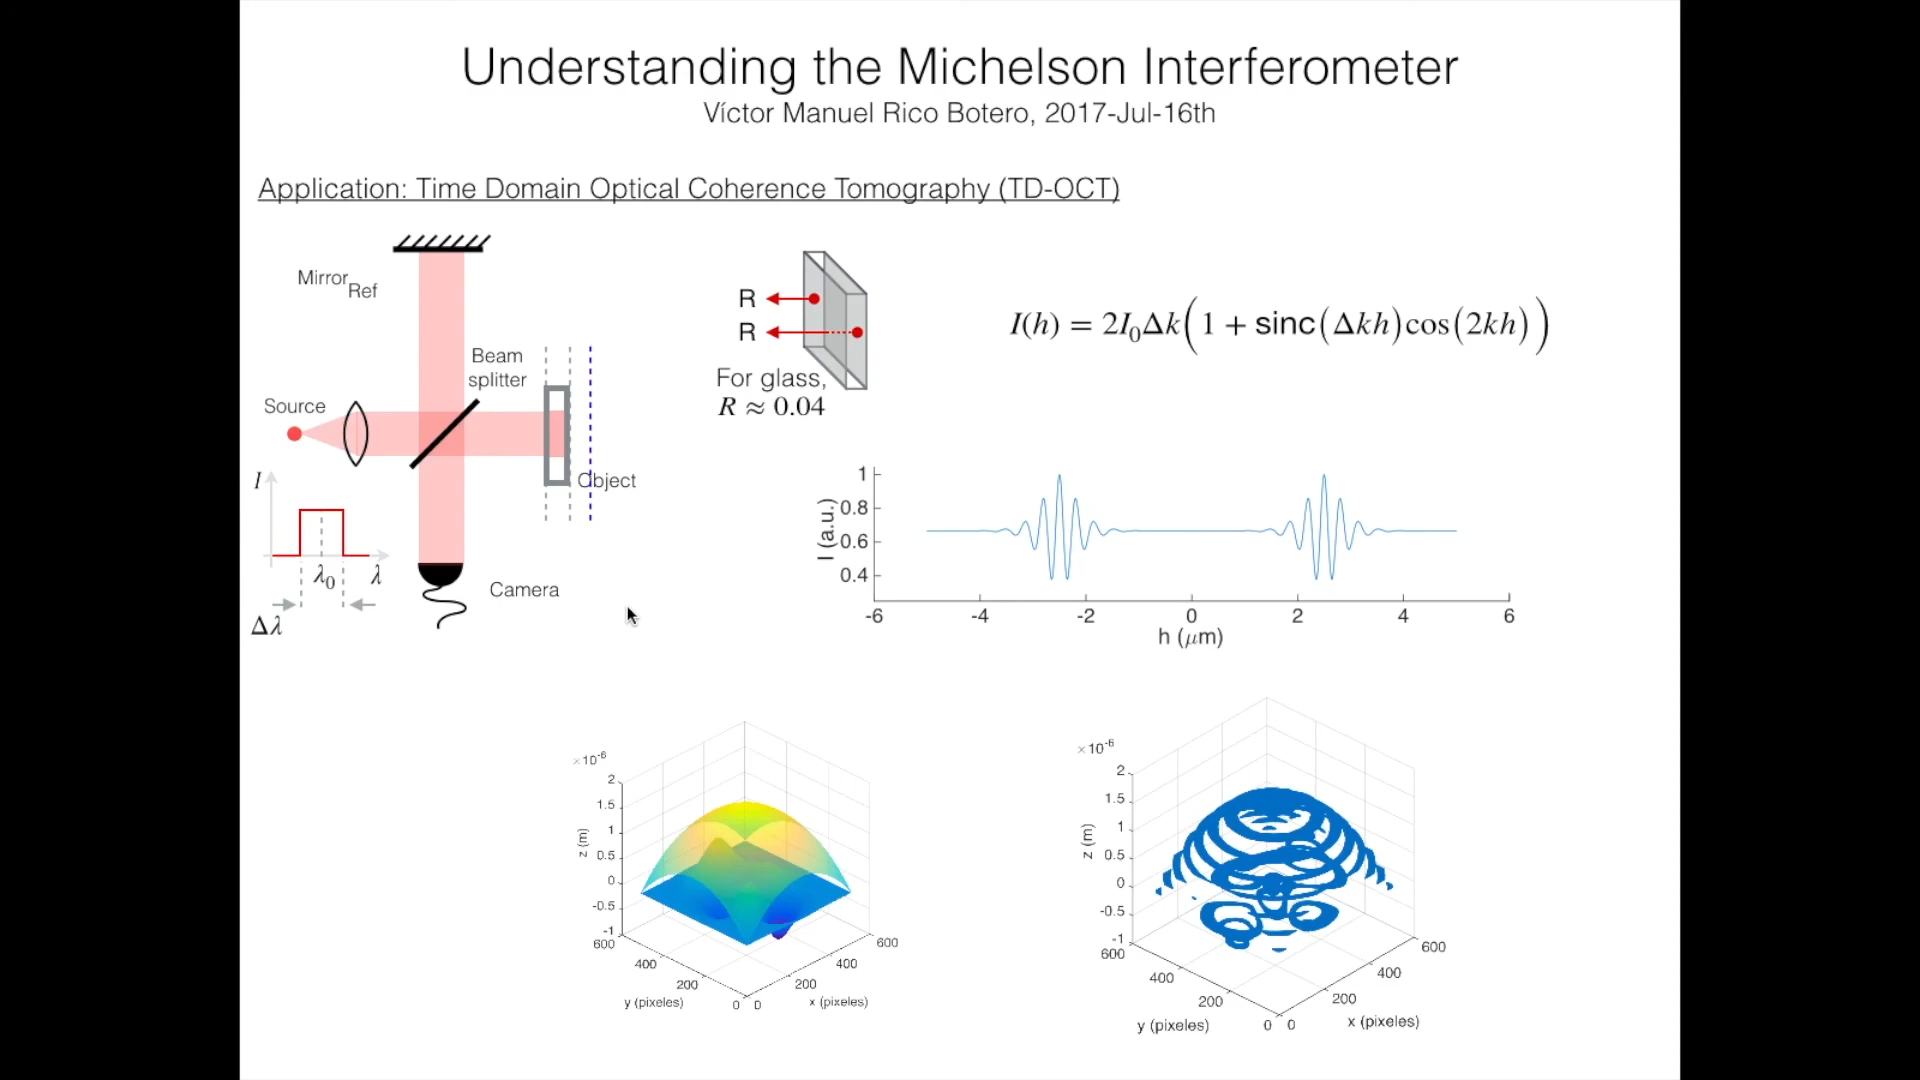 Understanding the Michelson Interferometer
Víctor Manuel Rico Botero, 2017-Jul-16th
Application: Time Domain Optical Coherence Tomography (TD-OCT)
Mirror_Ref
Beam
splitter
Source
Object
I
λ₀ λ
Δλ
Camera
R
R
For glass,
R ≈ 0.04
I(h) = 2I₀Δk(1 + sinc(Δkh)cos(2kh))
I (a.u.)
1
0.8
0.6
0.4
-6 -4 -2 0 2 4 6
h (μm)
×10⁻⁶
z (m)
2
1.5
1
0.5
0
-0.5
-1
600 400 200 0
y (pixeles)
0 200 400 600
x (pixeles)
×10⁻⁶
z (m)
2
1.5
1
0.5
0
-0.5
-1
600 400 200 0
y (pixeles)
0 200 400 600
x (pixeles)